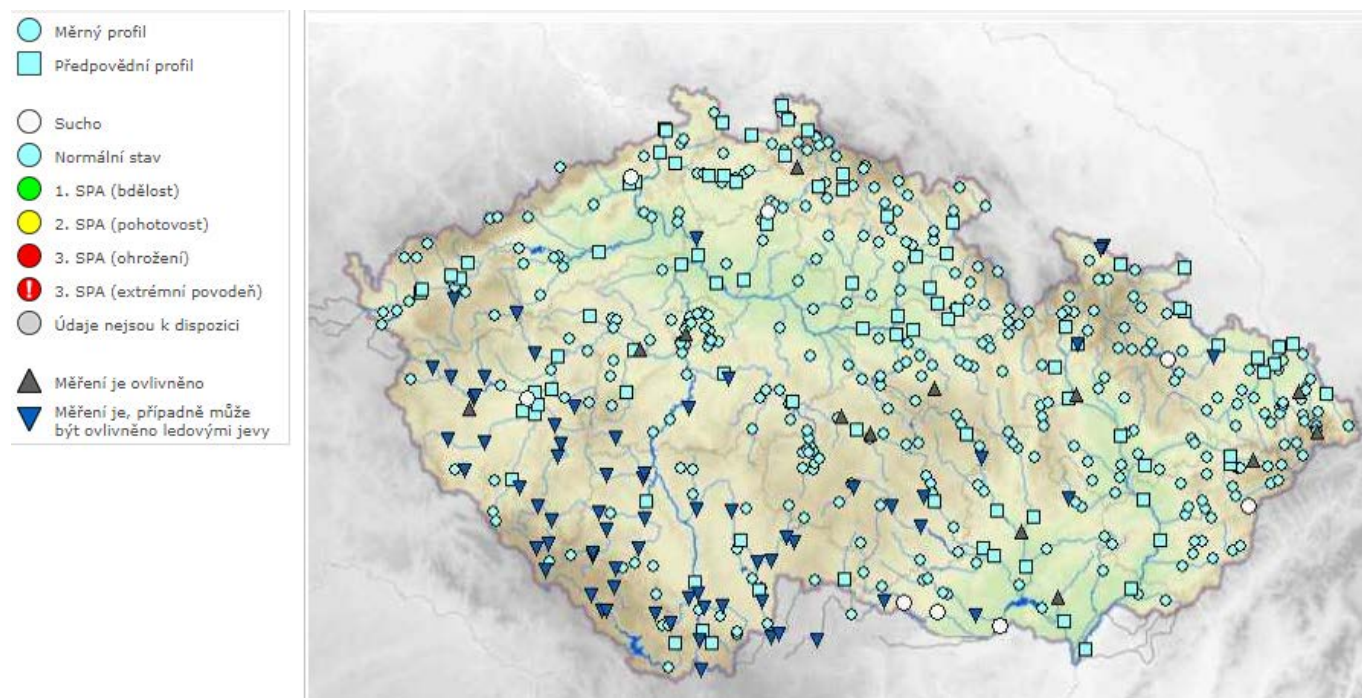 Měrný profil
Předpovědní profil
Sucho
Normální stav
1. SPA (bdělost)
2. SPA (pohotovost)
3. SPA (ohrožení)
3. SPA (extrémní povodeň)
Údaje nejsou k dispozici
Měření je ovlivněno
Měření je, případně může
být ovlivněno ledovými jevy